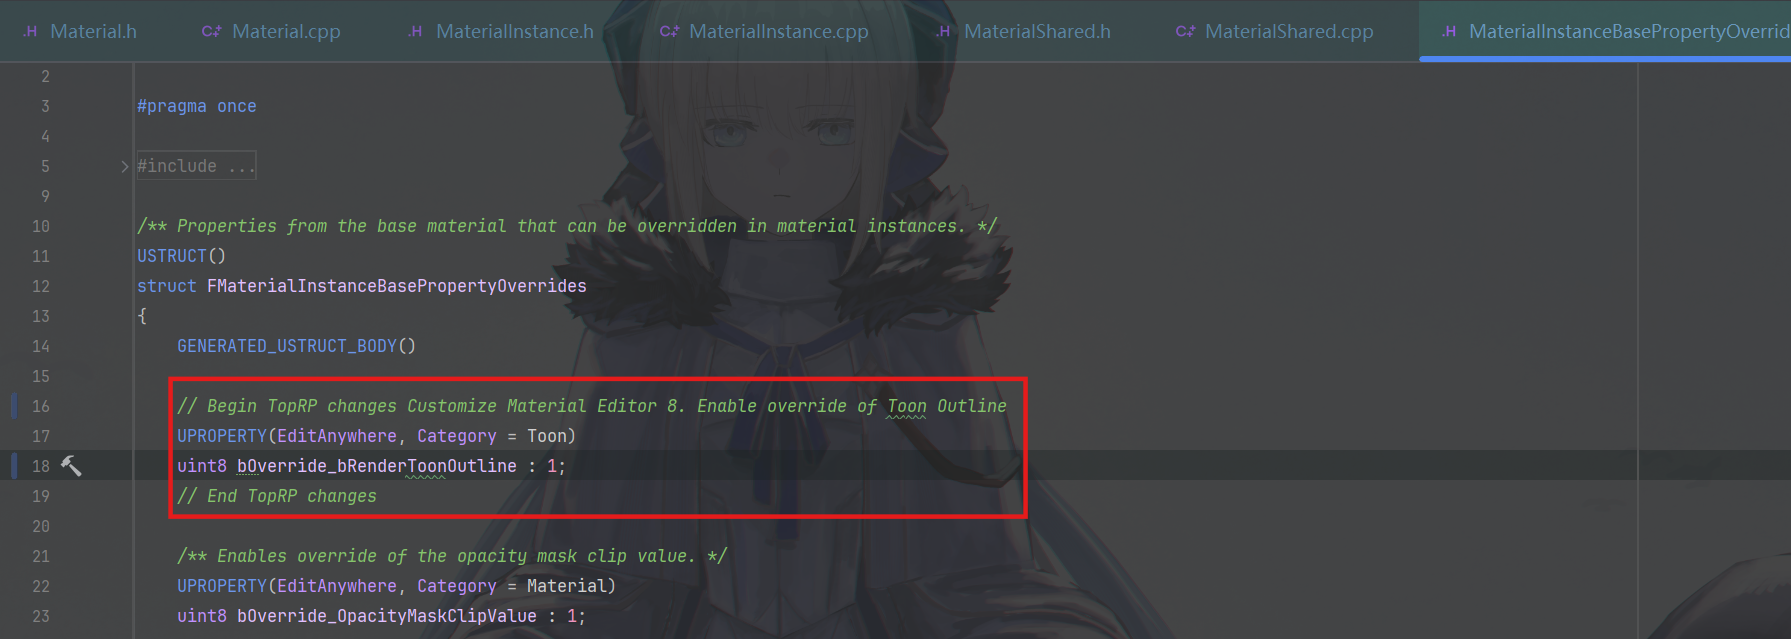 .H Material.h C++ Material.cpp .H MaterialInstance.h C++ MaterialInstance.cpp .H MaterialShared.h C++ MaterialShared.cpp .H MaterialInstanceBasePropertyOverrid
2
3 #pragma once
4
5 > #include ...
9
10 /** Properties from the base material that can be overridden in material instances. */
11 USTRUCT()
12 struct FMaterialInstanceBasePropertyOverrides
13 {
14 GENERATED_USTRUCT_BODY()
15
16 // Begin TopRP changes Customize Material Editor 8. Enable override of Toon Outline
17 UPROPERTY(EditAnywhere, Category = Toon)
18 uint8 bOverride_bRenderToonOutline : 1;
19 // End TopRP changes
20
21 /** Enables override of the opacity mask clip value. */
22 UPROPERTY(EditAnywhere, Category = Material)
23 uint8 bOverride_OpacityMaskClipValue : 1;